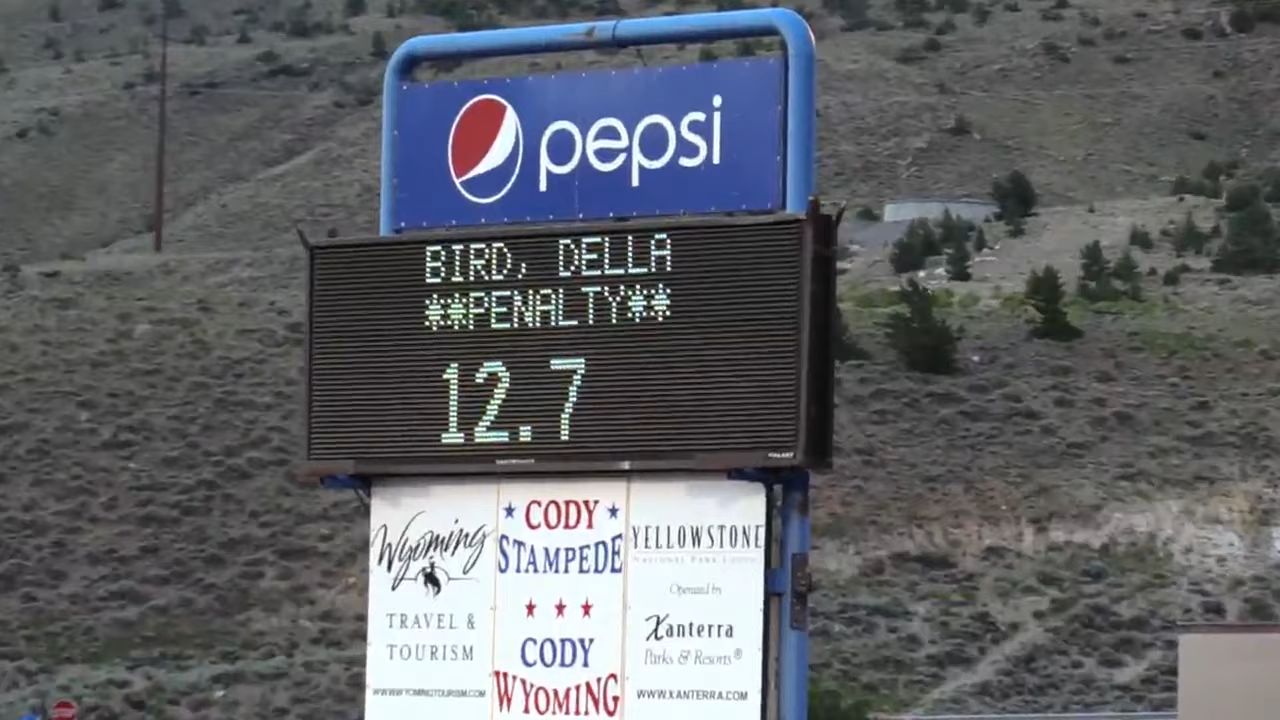 pepsi
BIRD, DELLA
**PENALTY**
12.7
Wyoming
TRAVEL &
TOURISM
WWW.WYOMINGTOURISM.COM
★ CODY ★
STAMPEDE
★ ★ ★
CODY
WYOMING
YELLOWSTONE
NATIONAL PARK LODGES
Operated by
Xanterra
Parks & Resorts®
WWW.XANTERRA.COM